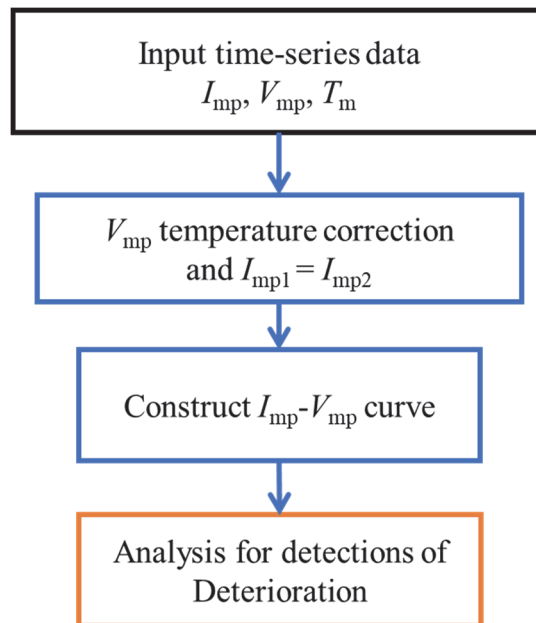 Input time-series data
Imp, Vmp, Tm
Vmp temperature correction
and Imp1 = Imp2
Construct Imp-Vmp curve
Analysis for detections of
Deterioration